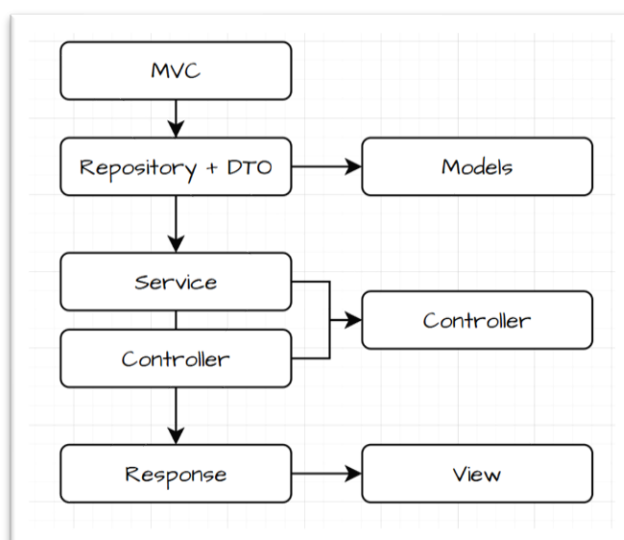 MVC
Repository + DTO
Models
Service
Controller
Controller
Response
View